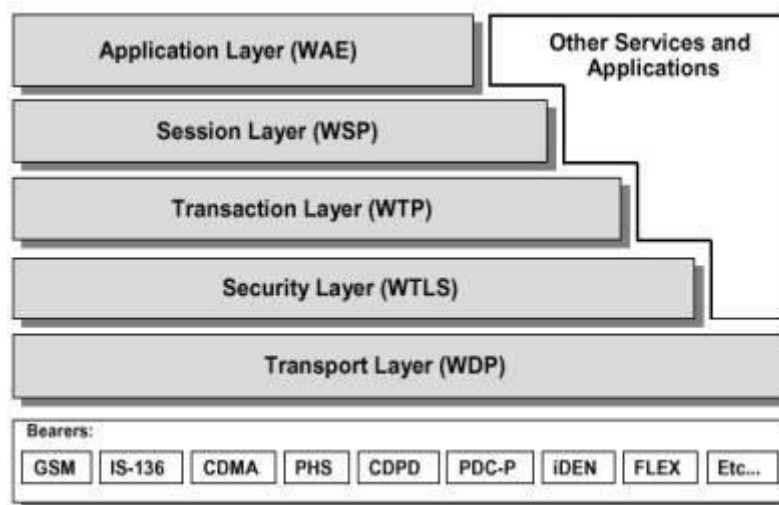 Application Layer (WAE)
Other Services and
Applications
Session Layer (WSP)
Transaction Layer (WTP)
Security Layer (WTLS)
Transport Layer (WDP)
Bearers:
GSM IS-136 CDMA PHS CDPD PDC-P iDEN FLEX Etc...